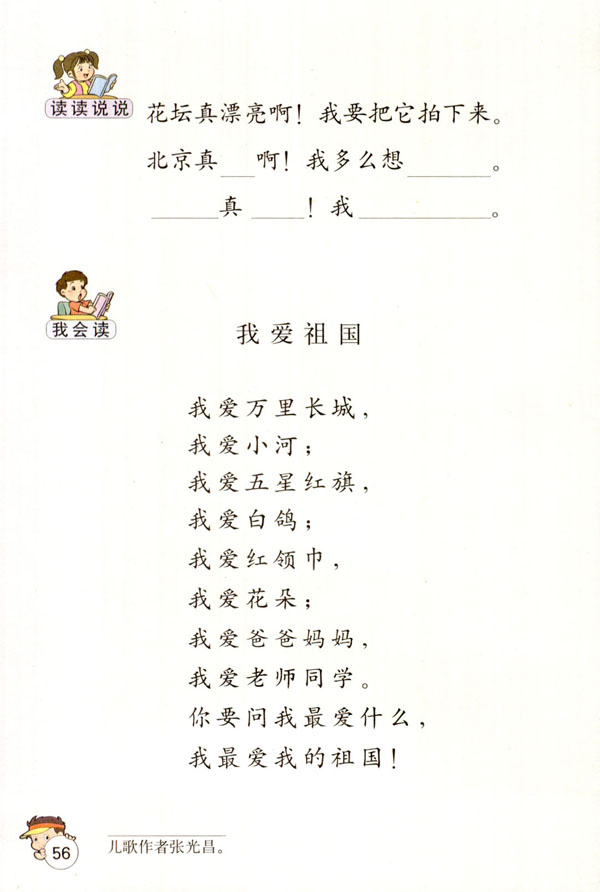 读读说说
花坛真漂亮啊！我要把它拍下来。
北京真___啊！我多么想_______。
______真_____！我___________。
我会读
我爱祖国
我爱万里长城，
我爱小河；
我爱五星红旗，
我爱白鸽；
我爱红领巾，
我爱花朵；
我爱爸爸妈妈，
我爱老师同学。
你要问我最爱什么，
我最爱我的祖国！
儿歌作者张光昌。
56